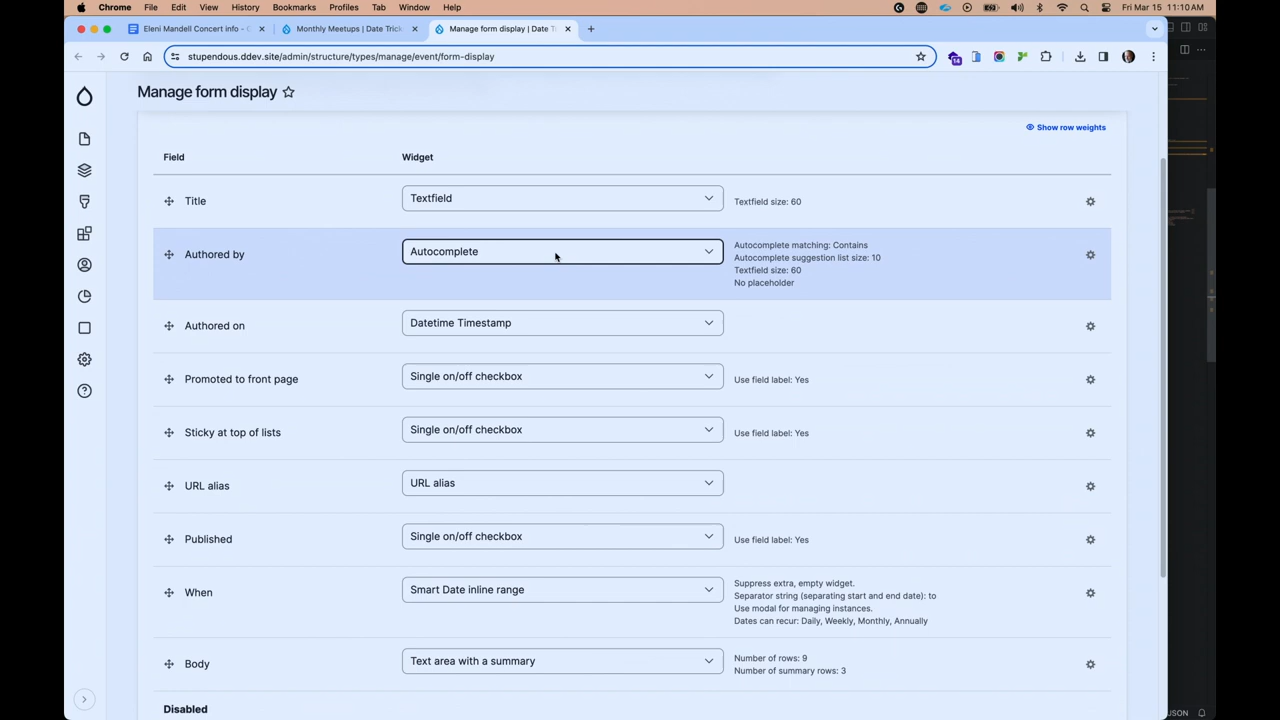 Chrome File Edit View History Bookmarks Profiles Tab Window Help Fri Mar 15 11:10 AM
Eleni Mandell Concert info - Monthly Meetups | Date Trick Manage form display | Date T
stupendous.ddev.site/admin/structure/types/manage/event/form-display
14
Manage form display
Show row weights
Field Widget
Title Textfield Textfield size: 60
Authored by Autocomplete Autocomplete matching: Contains
Autocomplete suggestion list size: 10
Textfield size: 60
No placeholder
Authored on Datetime Timestamp
Promoted to front page Single on/off checkbox Use field label: Yes
Sticky at top of lists Single on/off checkbox Use field label: Yes
URL alias URL alias
Published Single on/off checkbox Use field label: Yes
When Smart Date inline range Suppress extra, empty widget.
Separator string (separating start and end date): to
Use modal for managing instances.
Dates can recur: Daily, Weekly, Monthly, Annually
Body Text area with a summary Number of rows: 9
Number of summary rows: 3
Disabled
JSON